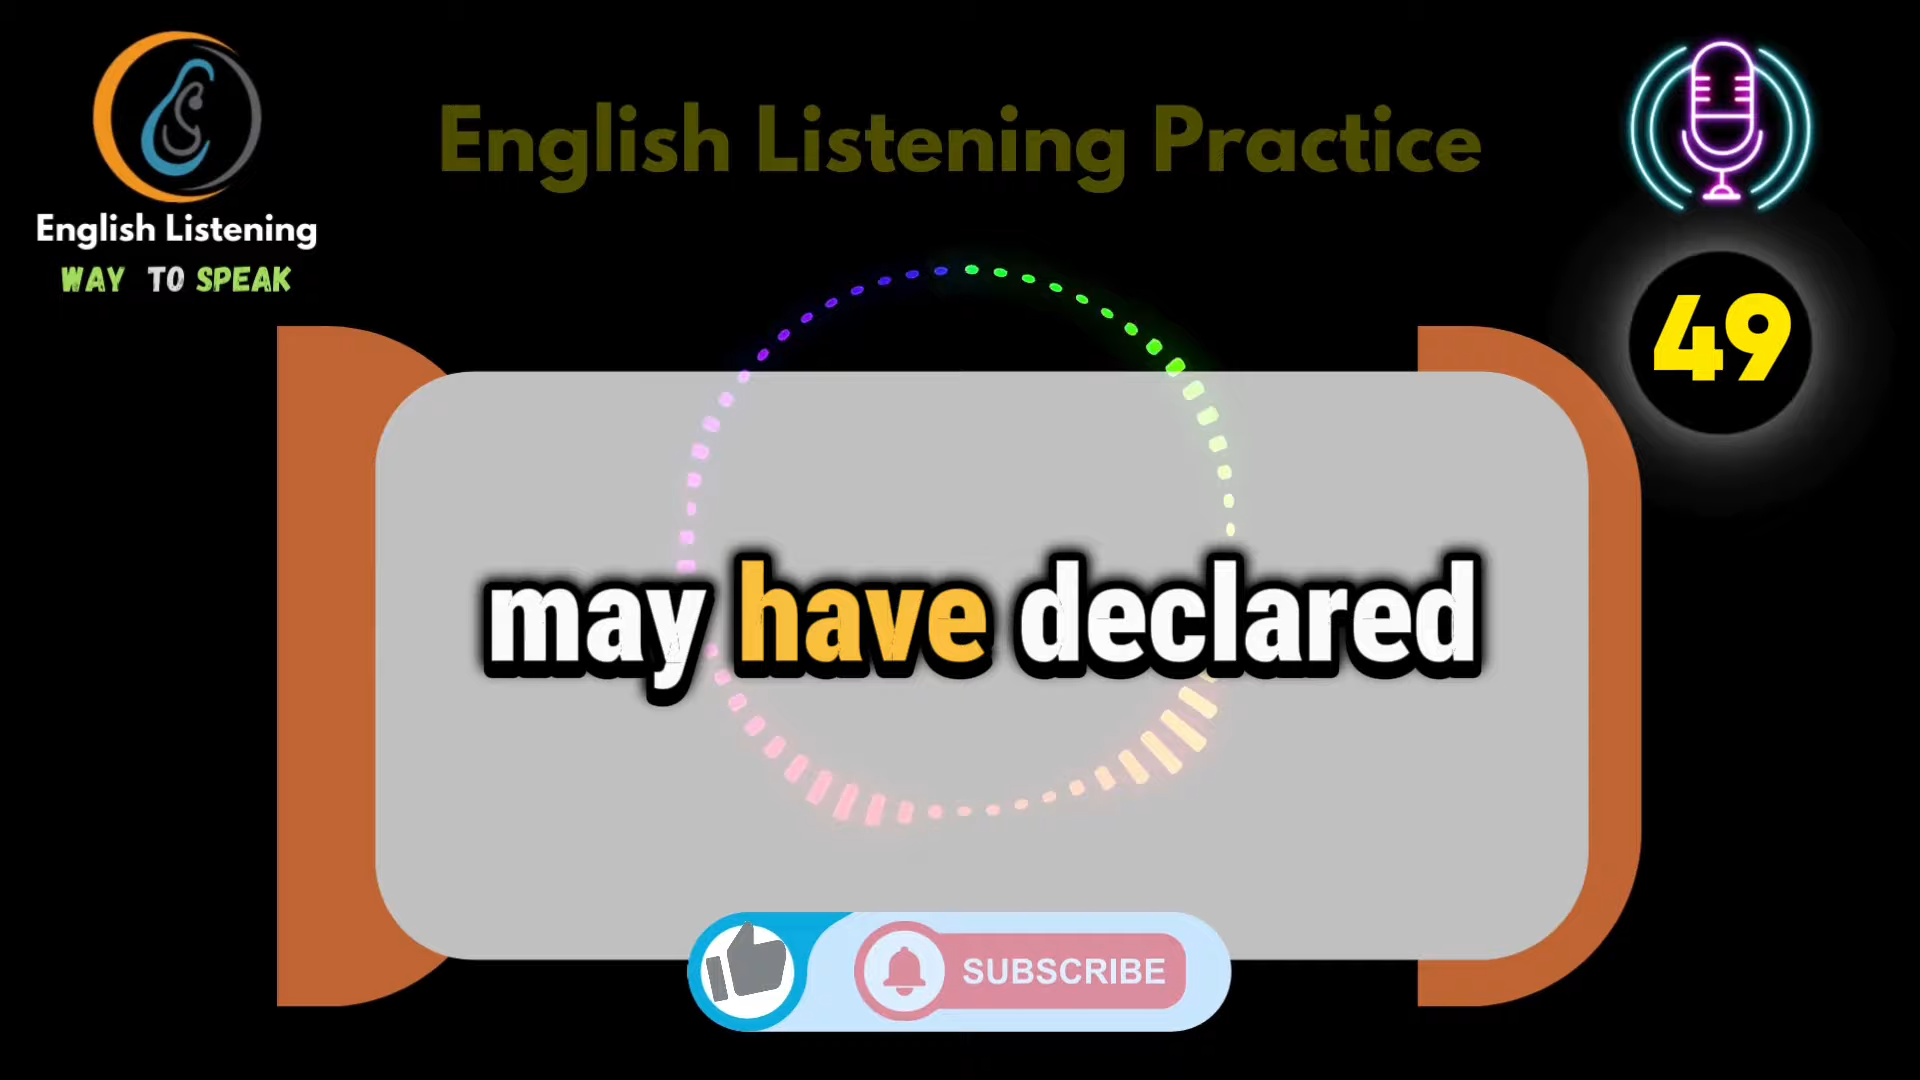 English Listening Practice
English Listening
WAY TO SPEAK
49
may have declared
SUBSCRIBE